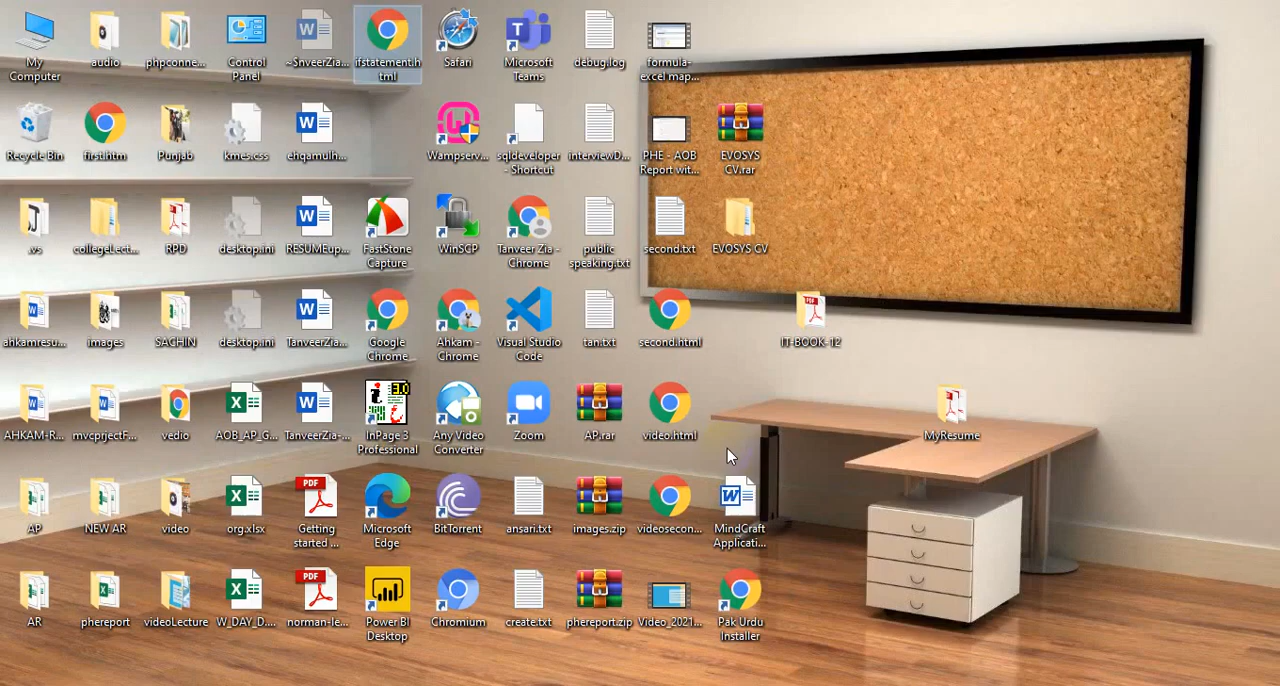 My
Computer
audio
phpconne...
Control
Panel
~$nveerZia...
ifstatement.h
tml
Safari
Microsoft
Teams
debug.log
formula-
excel map...
Recycle Bin
first.htm
Punjab
kmes.css
ehqamulh...
Wampserv...
sqldeveloper
- Shortcut
interviewD...
PHE - AOB
Report wit...
EVOSYS
CV.rar
.vs
collegeLect...
RPD
desktop.ini
RESUMEup...
FastStone
Capture
WinSCP
Tanveer Zia -
Chrome
public
speaking.txt
second.txt
EVOSYS CV
ahkamresu...
images
SACHIN
desktop.ini
TanveerZia...
Google
Chrome
Ahkam -
Chrome
Visual Studio
Code
tan.txt
second.html
IT-BOOK-12
AHKAM-R...
mvcprjectF...
vedio
AOB_AP_G...
TanveerZia-...
InPage 3
Professional
Any Video
Converter
Zoom
AP.rar
video.html
MyResume
AP
NEW AR
video
org.xlsx
Getting
started ...
Microsoft
Edge
BitTorrent
ansari.txt
images.zip
videosecon...
MindCraft
Applicati...
AR
phereport
videoLecture
W_DAY_D....
norman-le...
Power BI
Desktop
Chromium
create.txt
phereport.zip
Video_2021...
Pak Urdu
Installer